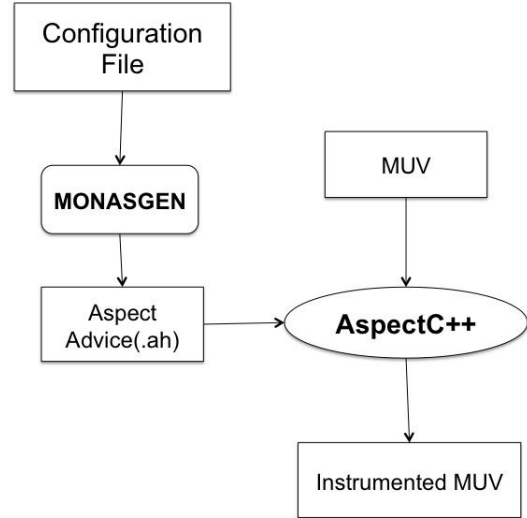 Configuration
File
MONASGEN
MUV
Aspect
Advice(.ah)
AspectC++
Instrumented MUV